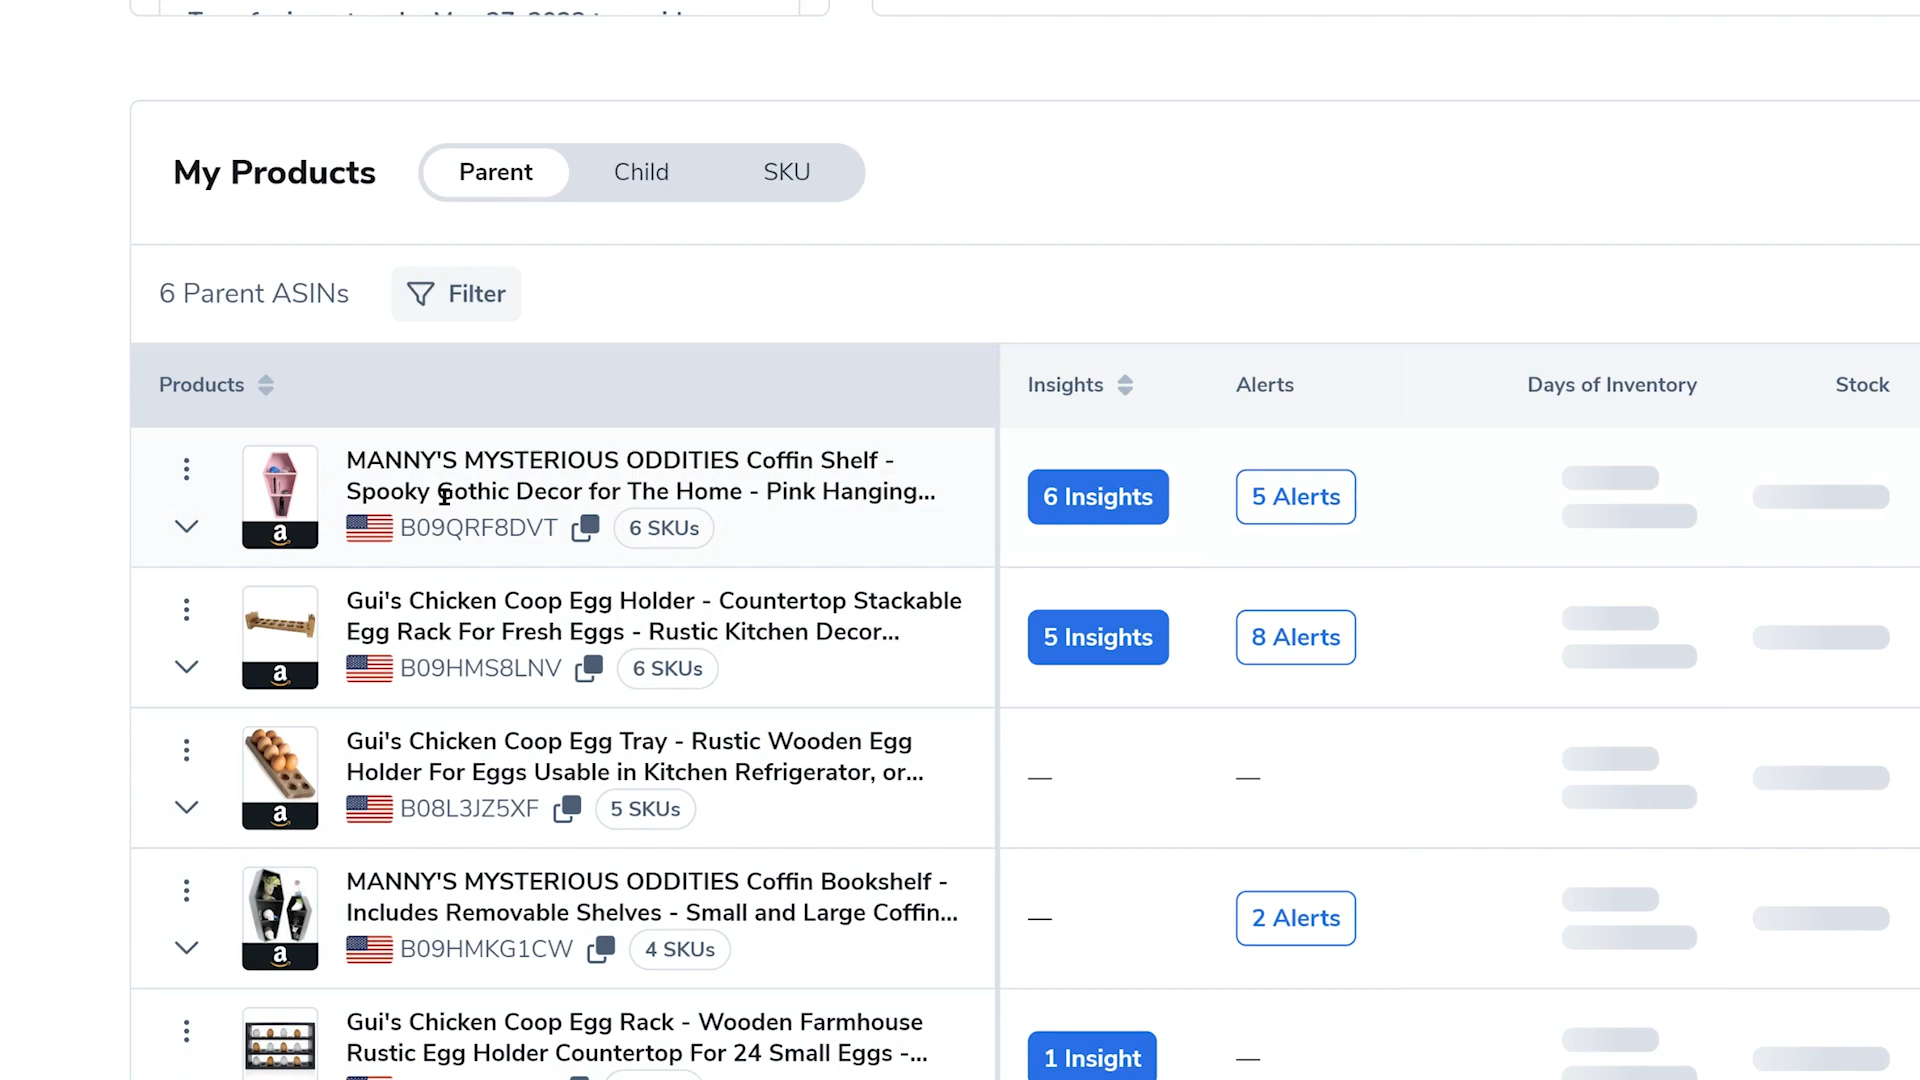 My Products
Parent
Child
SKU
6 Parent ASINs
Filter
Products
Insights
Alerts
Days of Inventory
Stock
MANNY'S MYSTERIOUS ODDITIES Coffin Shelf -
Spooky Gothic Decor for The Home - Pink Hanging...
B09QRF8DVT
6 SKUs
6 Insights
5 Alerts
Gui's Chicken Coop Egg Holder - Countertop Stackable
Egg Rack For Fresh Eggs - Rustic Kitchen Decor...
B09HMS8LNV
6 SKUs
5 Insights
8 Alerts
Gui's Chicken Coop Egg Tray - Rustic Wooden Egg
Holder For Eggs Usable in Kitchen Refrigerator, or...
B08L3JZ5XF
5 SKUs
—
—
MANNY'S MYSTERIOUS ODDITIES Coffin Bookshelf -
Includes Removable Shelves - Small and Large Coffin...
B09HMKG1CW
4 SKUs
—
2 Alerts
Gui's Chicken Coop Egg Rack - Wooden Farmhouse
Rustic Egg Holder Countertop For 24 Small Eggs -...
1 Insight
—